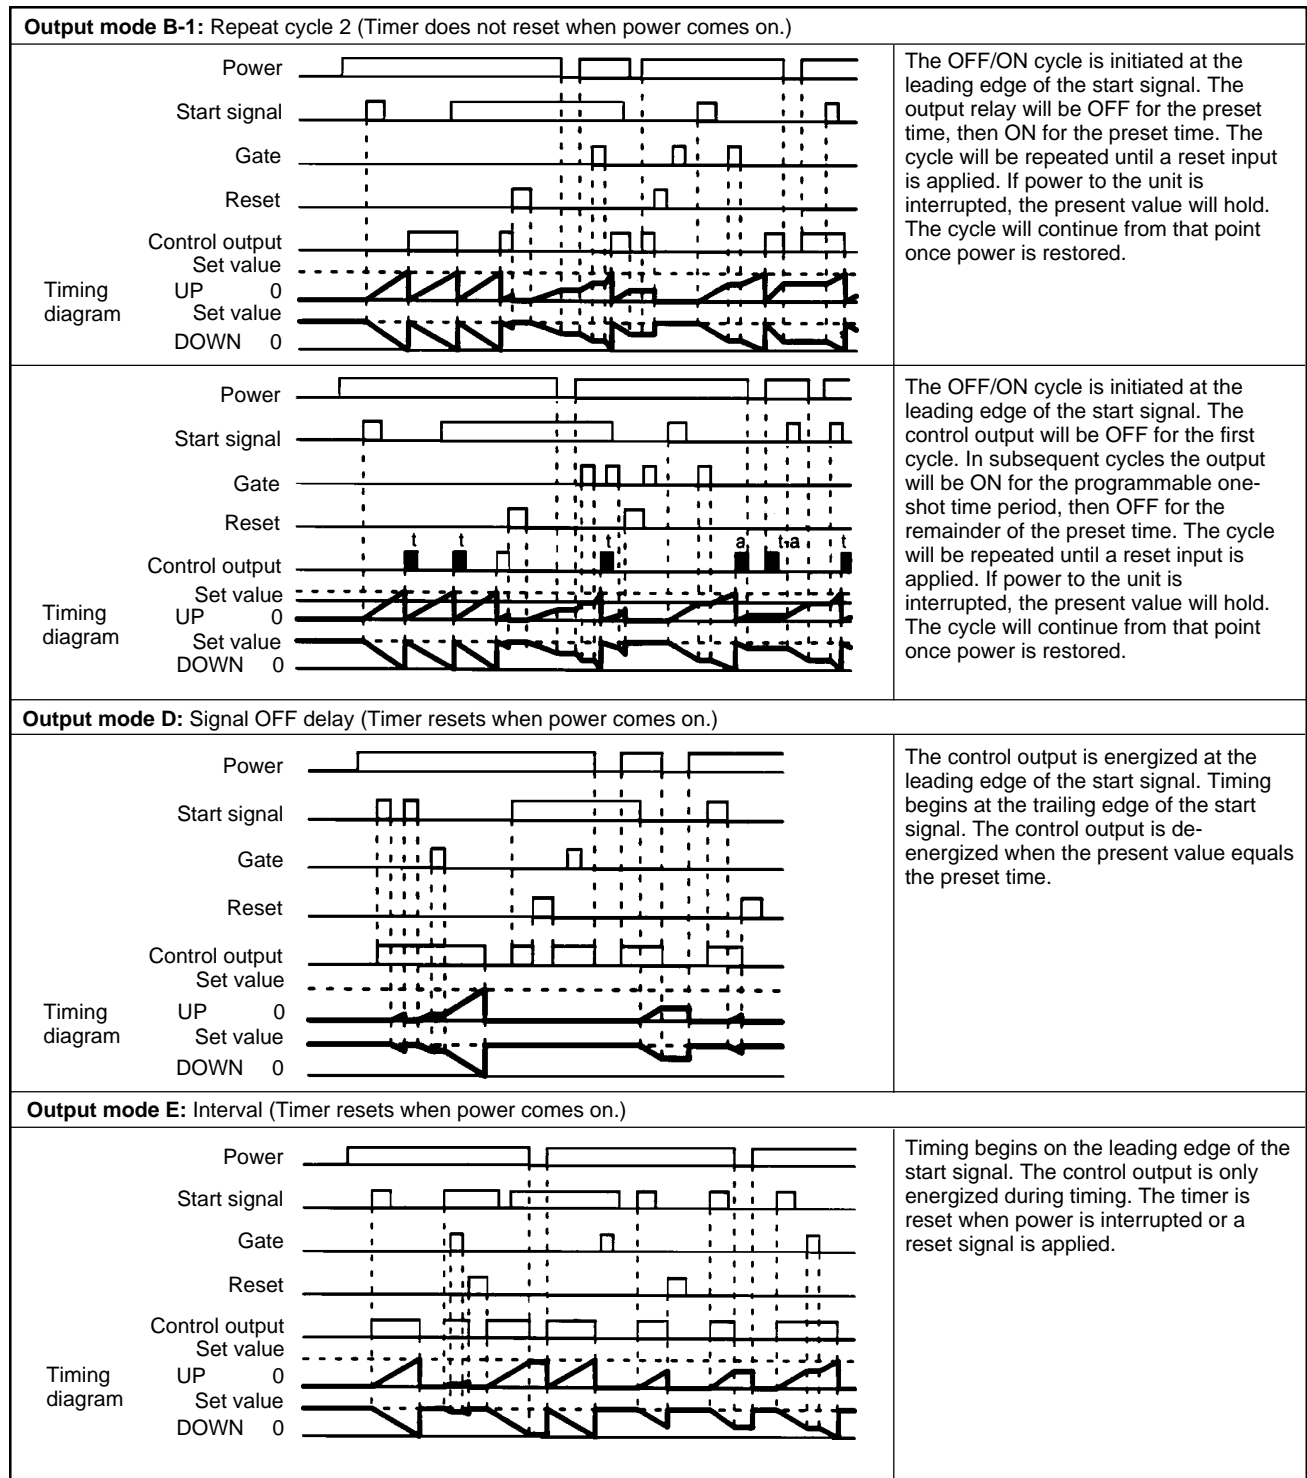 Output mode B-1: Repeat cycle 2 (Timer does not reset when power comes on.)
Power
Start signal
Gate
Reset
Control output
Set value
Timing diagram
UP 0
Set value
DOWN 0
The OFF/ON cycle is initiated at the
leading edge of the start signal. The
output relay will be OFF for the preset
time, then ON for the preset time. The
cycle will be repeated until a reset input
is applied. If power to the unit is
interrupted, the present value will hold.
The cycle will continue from that point
once power is restored.
Power
Start signal
Gate
Reset
t t t a t-a t
Control output
Set value
Timing diagram
UP 0
Set value
DOWN 0
The OFF/ON cycle is initiated at the
leading edge of the start signal. The
control output will be OFF for the first
cycle. In subsequent cycles the output
will be ON for the programmable one-
shot time period, then OFF for the
remainder of the preset time. The cycle
will be repeated until a reset input is
applied. If power to the unit is
interrupted, the present value will hold.
The cycle will continue from that point
once power is restored.
Output mode D: Signal OFF delay (Timer resets when power comes on.)
Power
Start signal
Gate
Reset
Control output
Set value
Timing diagram
UP 0
Set value
DOWN 0
The control output is energized at the
leading edge of the start signal. Timing
begins at the trailing edge of the start
signal. The control output is de-
energized when the present value equals
the preset time.
Output mode E: Interval (Timer resets when power comes on.)
Power
Start signal
Gate
Reset
Control output
Set value
Timing diagram
UP 0
Set value
DOWN 0
Timing begins on the leading edge of the
start signal. The control output is only
energized during timing. The timer is
reset when power is interrupted or a
reset signal is applied.